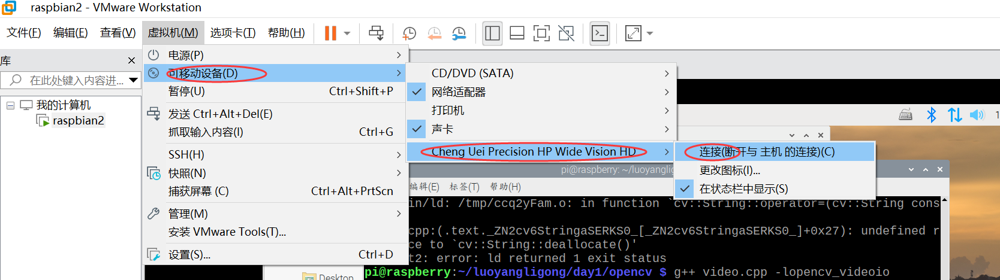 raspbian2 - VMware Workstation
文件(F) 编辑(E) 查看(V) 虚拟机(M) 选项卡(T) 帮助(H)
库
在此处键入内容进...
我的计算机
raspbian2
电源(P)
可移动设备(D)
暂停(U) Ctrl+Shift+P
发送 Ctrl+Alt+Del(E)
抓取输入内容(I) Ctrl+G
SSH(H)
快照(N)
捕获屏幕 (C) Ctrl+Alt+PrtScn
管理(M)
安装 VMware Tools(T)...
设置(S)... Ctrl+D
CD/DVD (SATA)
网络适配器
打印机
声卡
Cheng Uei Precision HP Wide Vision HD
连接(断开与 主机 的连接)(C)
更改图标(I)...
在状态栏中显示(S)
1
pi@raspberry: ~/luoyanglig
编辑(E) 标签(T) 帮助(H)
in/ld: /tmp/ccq2yFam.o: in function `cv::String::operator=(cv::String cons
cpp:(.text._ZN2cv6StringaSERKS0_[_ZN2cv6StringaSERKS0_]+0x27): undefined r
ce to `cv::String::deallocate()'
t2: error: ld returned 1 exit status
pi@raspberry:~/luoyangligong/day1/opencv $ g++ video.cpp -lopencv_videoio
Desktop